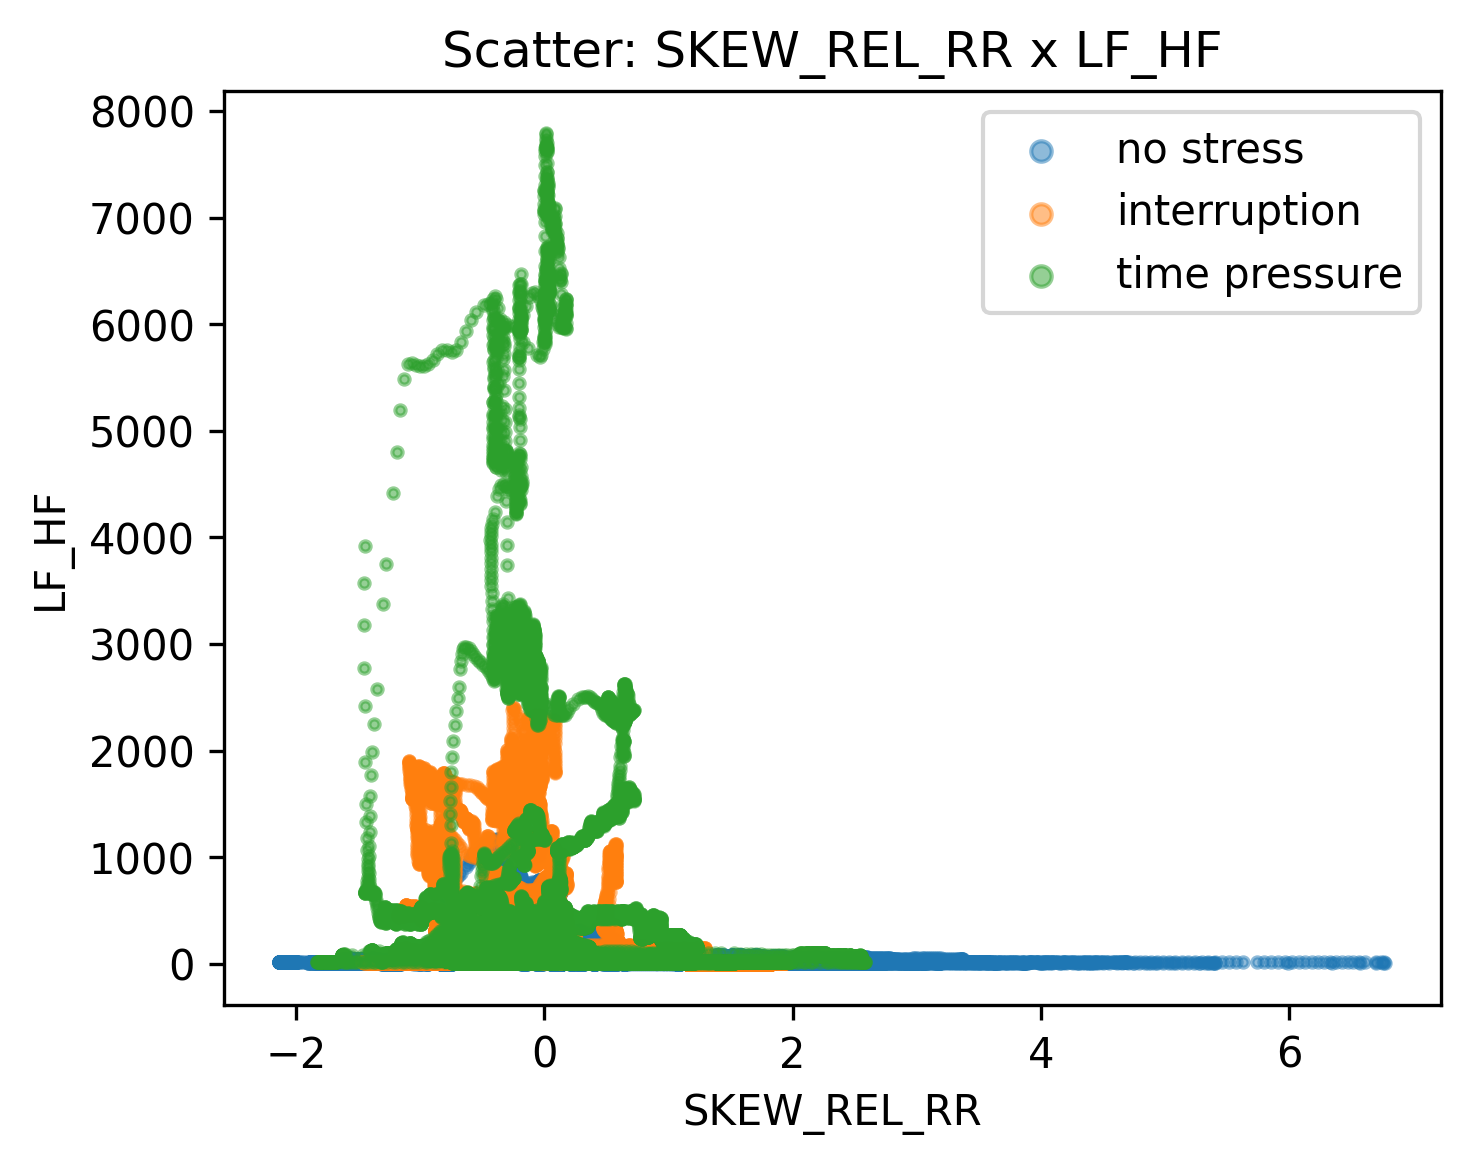 Scatter: SKEW_REL_RR x LF_HF
8000
7000
6000
5000
4000
3000
2000
1000
0
LF_HF
no stress
interruption
time pressure
−2
0
2
4
6
SKEW_REL_RR